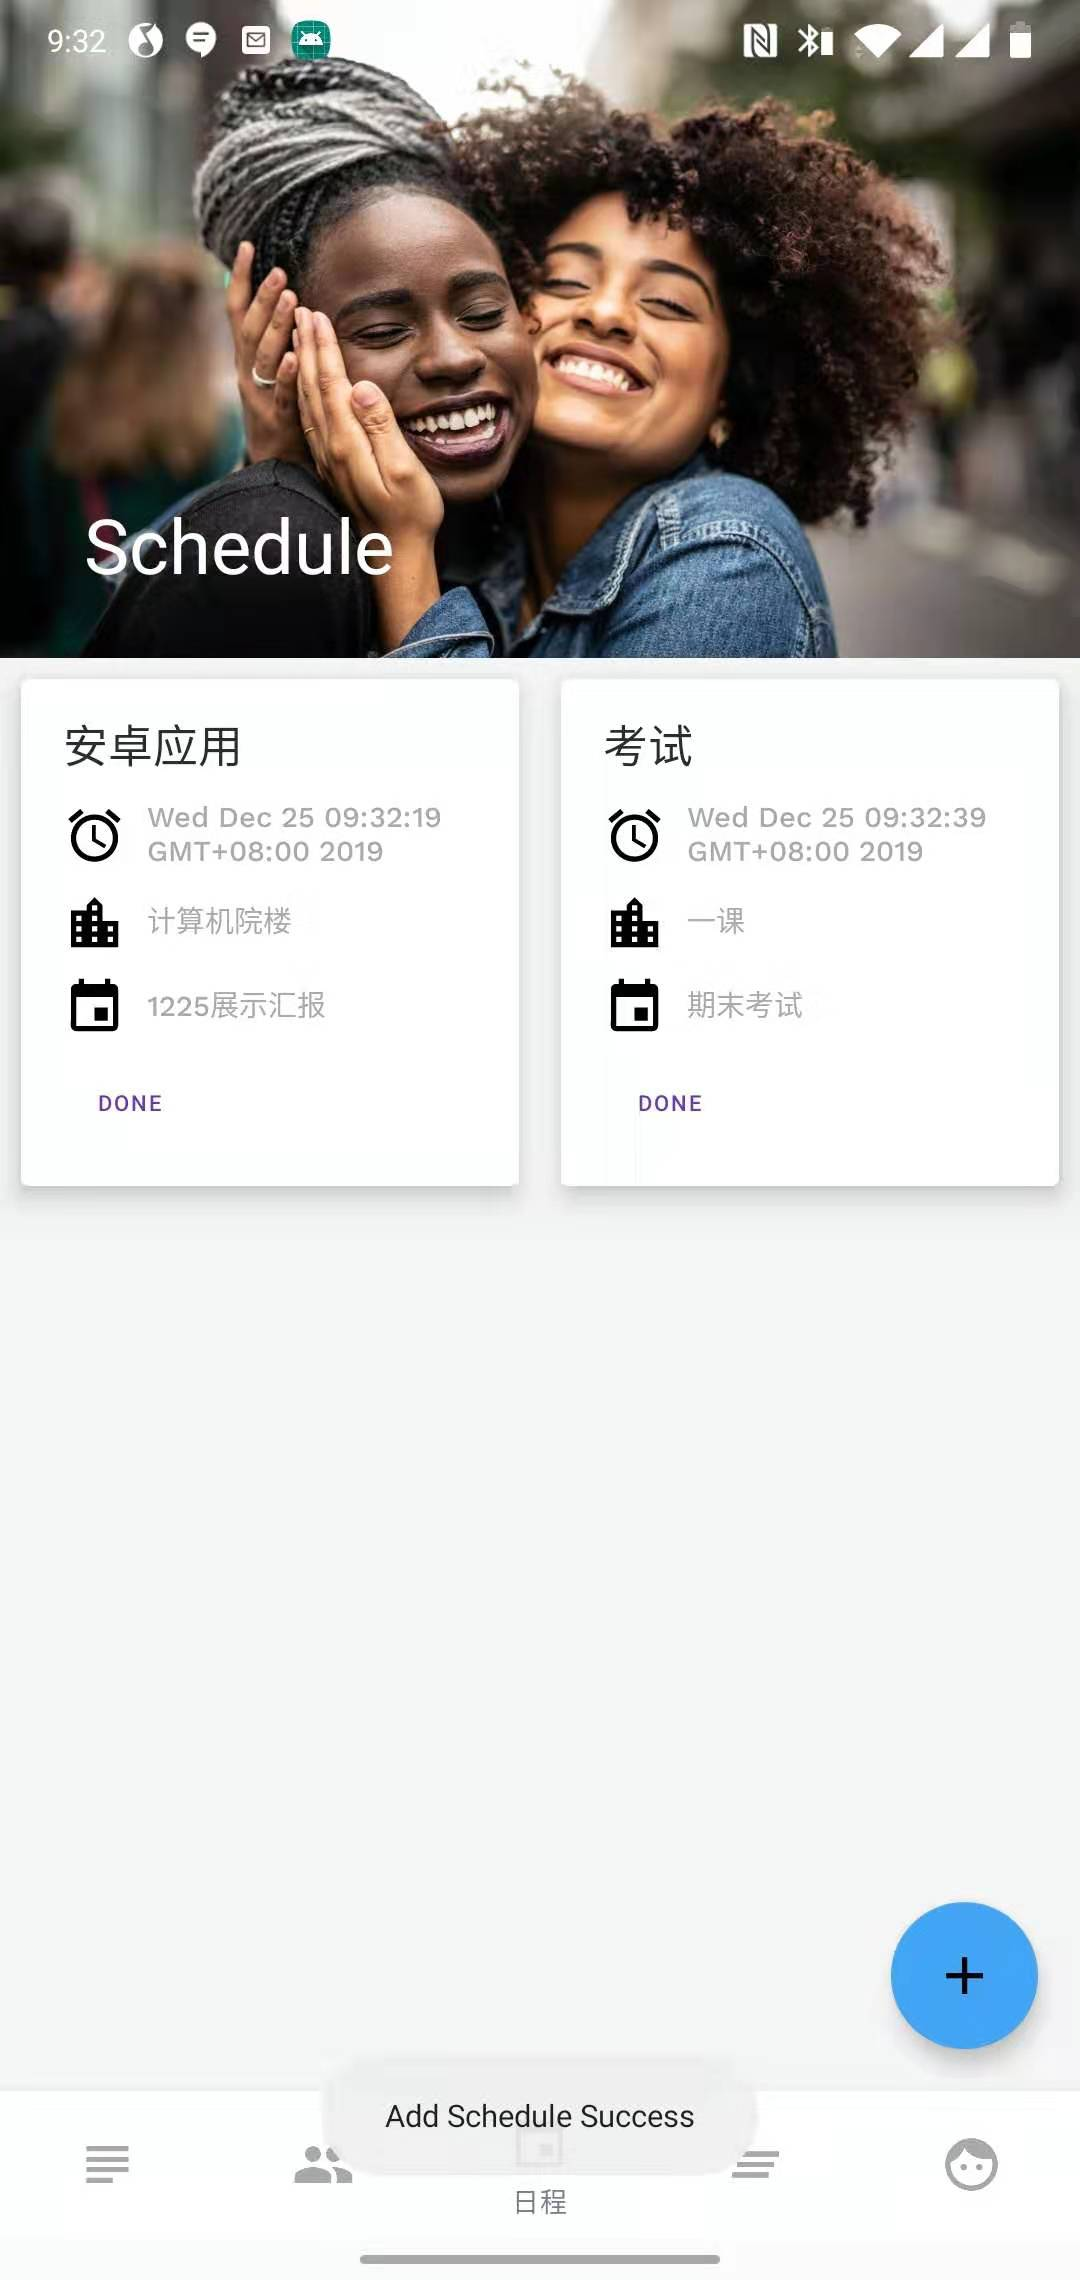 9:32
Schedule
安卓应用
Wed Dec 25 09:32:19
GMT+08:00 2019
计算机院楼
1225展示汇报
DONE
考试
Wed Dec 25 09:32:39
GMT+08:00 2019
一课
期末考试
DONE
Add Schedule Success
日程